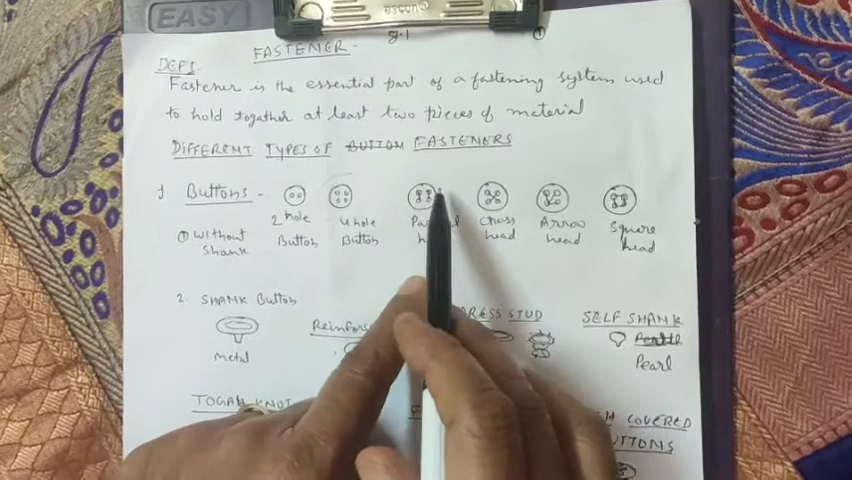 EASY
FASTENER -
①
DEF:
Fastener is the essential part of a fastening system used
to hold together at least two pieces of material
DIFFERENT TYPES OF BUTTON FASTENERS
Buttons -
① without shank
2 hole Button
4 hole Button
Cross head
Arrow head
Square head
2. SHANK Button
metal
SELF SHANK
Pearl
COVERED